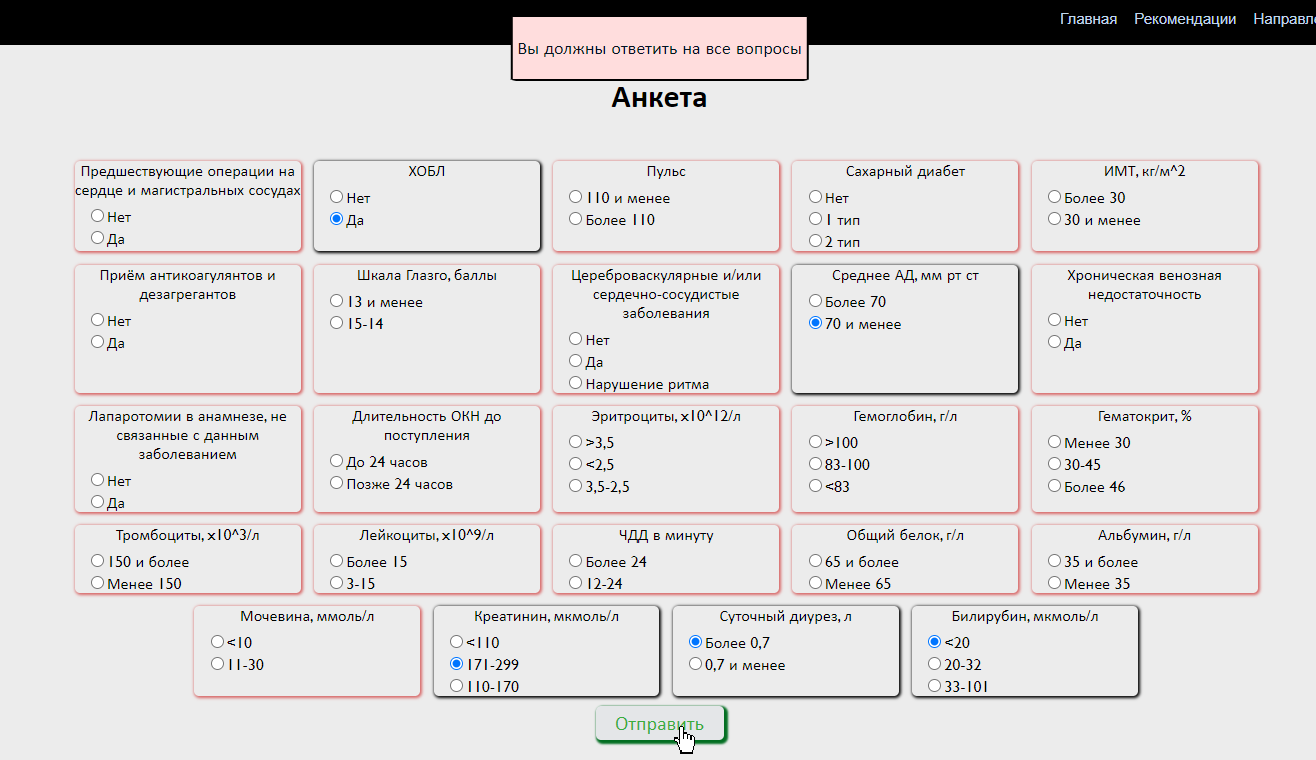 Главная Рекомендации
Вы должны ответить на все вопросы
Анкета
Предшествующие операции на
сердце и магистральных сосудах
Нет
Да
ХОБЛ
Нет
Да
Пульс
110 и менее
Более 110
Сахарный диабет
Нет
1 тип
2 тип
ИМТ, кг/м^2
Более 30
30 и менее
Приём антикоагулянтов и
дезагрегантов
Нет
Да
Шкала Глазго, баллы
13 и менее
15-14
Цереброваскулярные и/или
сердечно-сосудистые
заболевания
Нет
Да
Нарушение ритма
Среднее АД, мм рт ст
Более 70
70 и менее
Хроническая венозная
недостаточность
Нет
Да
Лапаротомии в анамнезе, не
связанные с данным
заболеванием
Нет
Да
Длительность ОКН до
поступления
До 24 часов
Позже 24 часов
Эритроциты, х10^12/л
>3,5
<2,5
3,5-2,5
Гемоглобин, г/л
>100
83-100
<83
Гематокрит, %
Менее 30
30-45
Более 46
Тромбоциты, х10^3/л
150 и более
Менее 150
Лейкоциты, х10^9/л
Более 15
3-15
ЧДД в минуту
Более 24
12-24
Общий белок, г/л
65 и более
Менее 65
Альбумин, г/л
35 и более
Менее 35
Мочевина, ммоль/л
<10
11-30
Креатинин, мкмоль/л
<110
171-299
110-170
Суточный диурез, л
Более 0,7
0,7 и менее
Билирубин, мкмоль/л
<20
20-32
33-101
Отправить